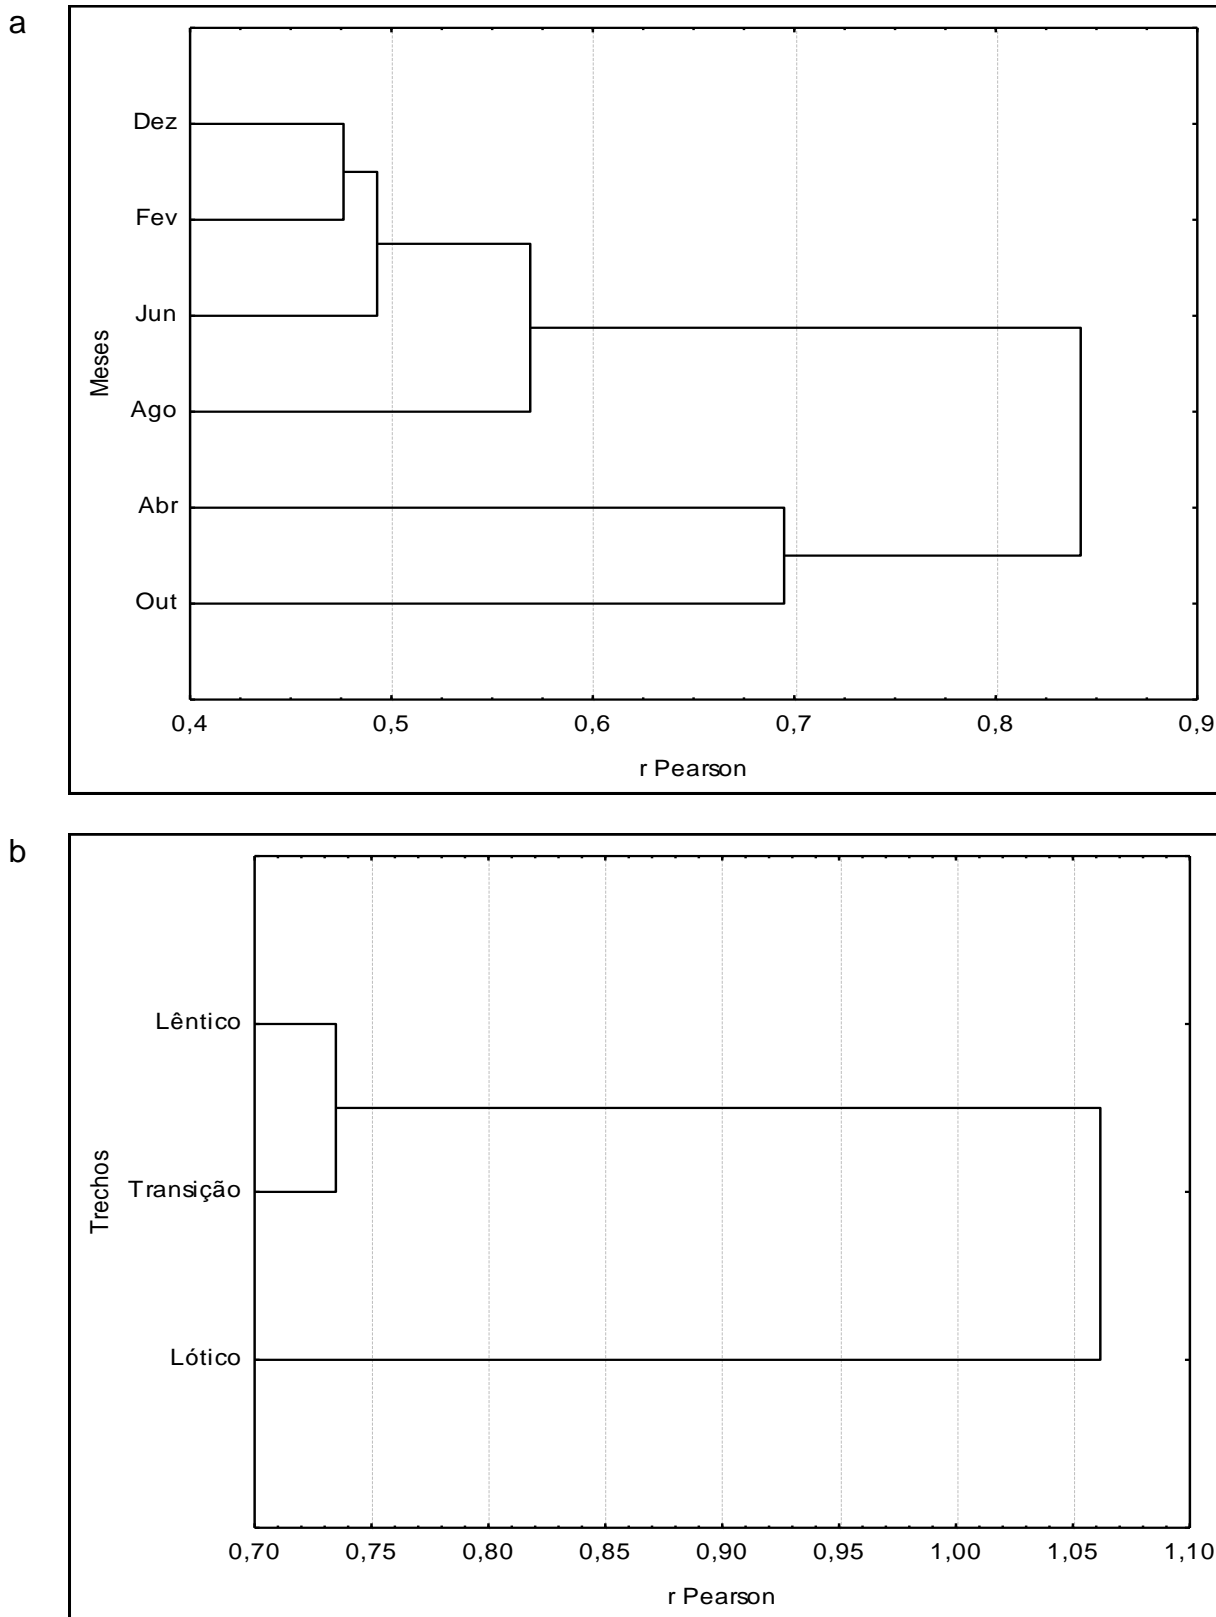 a
Dez
Fev
Jun
Ago
Abr
Out
Meses
0,4 0,5 0,6 0,7 0,8 0,9
r Pearson
b
Lêntico
Transição
Lótico
Trechos
0,70 0,75 0,80 0,85 0,90 0,95 1,00 1,05 1,10
r Pearson